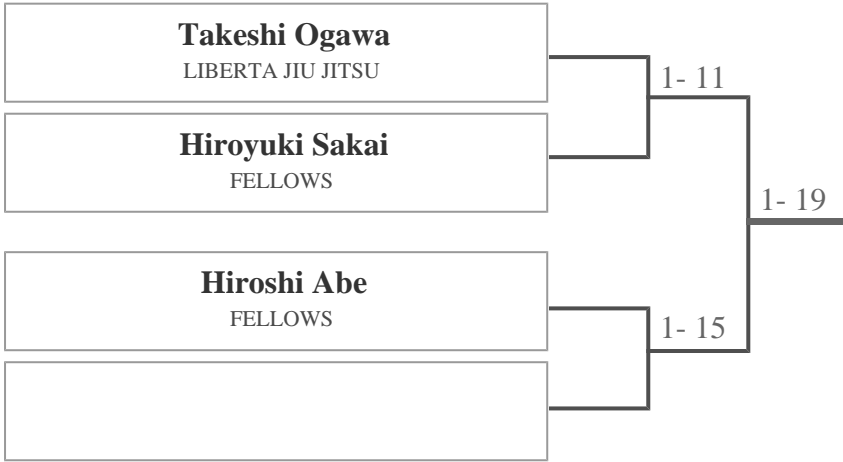 Takeshi Ogawa
LIBERTA JIU JITSU
1- 11
Hiroyuki Sakai
FELLOWS
1- 19
Hiroshi Abe
FELLOWS
1- 15